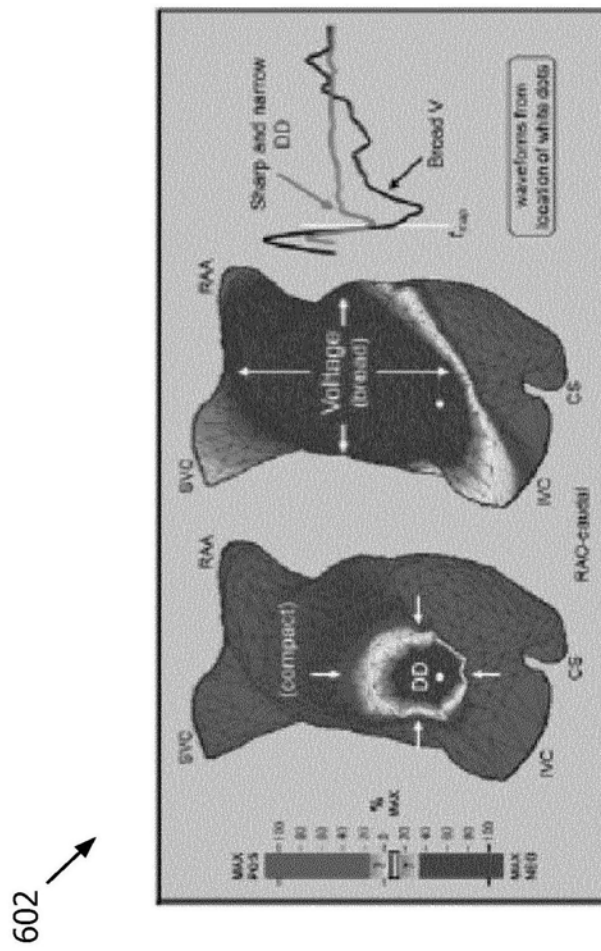 602
Sharp and narrow
DD
Broad V
waveforms from
location of white dots
SVC
RAA
(compact)
DD
IVC
CS
SVC
RAA
Voltage
(broad)
IVC
CS
RAO-caudal
MAX
POS
100
80
60
40
20
0
20
40
60
80
100
MAX
NEG
%
MAX